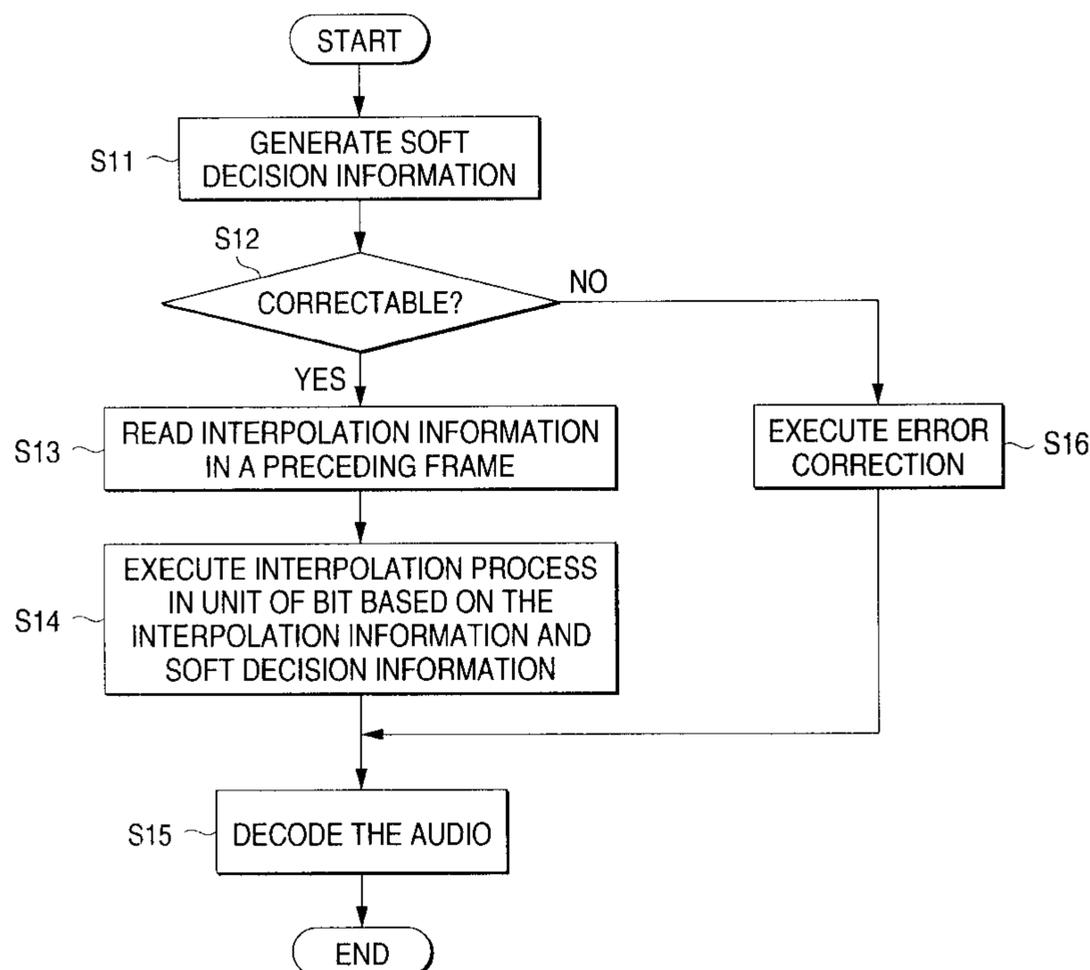 START
S11
GENERATE SOFT
DECISION INFORMATION
S12
CORRECTABLE?
NO
YES
S13
READ INTERPOLATION INFORMATION
IN A PRECEDING FRAME
EXECUTE ERROR
CORRECTION
S16
S14
EXECUTE INTERPOLATION PROCESS
IN UNIT OF BIT BASED ON THE
INTERPOLATION INFORMATION AND
SOFT DECISION INFORMATION
S15
DECODE THE AUDIO
END